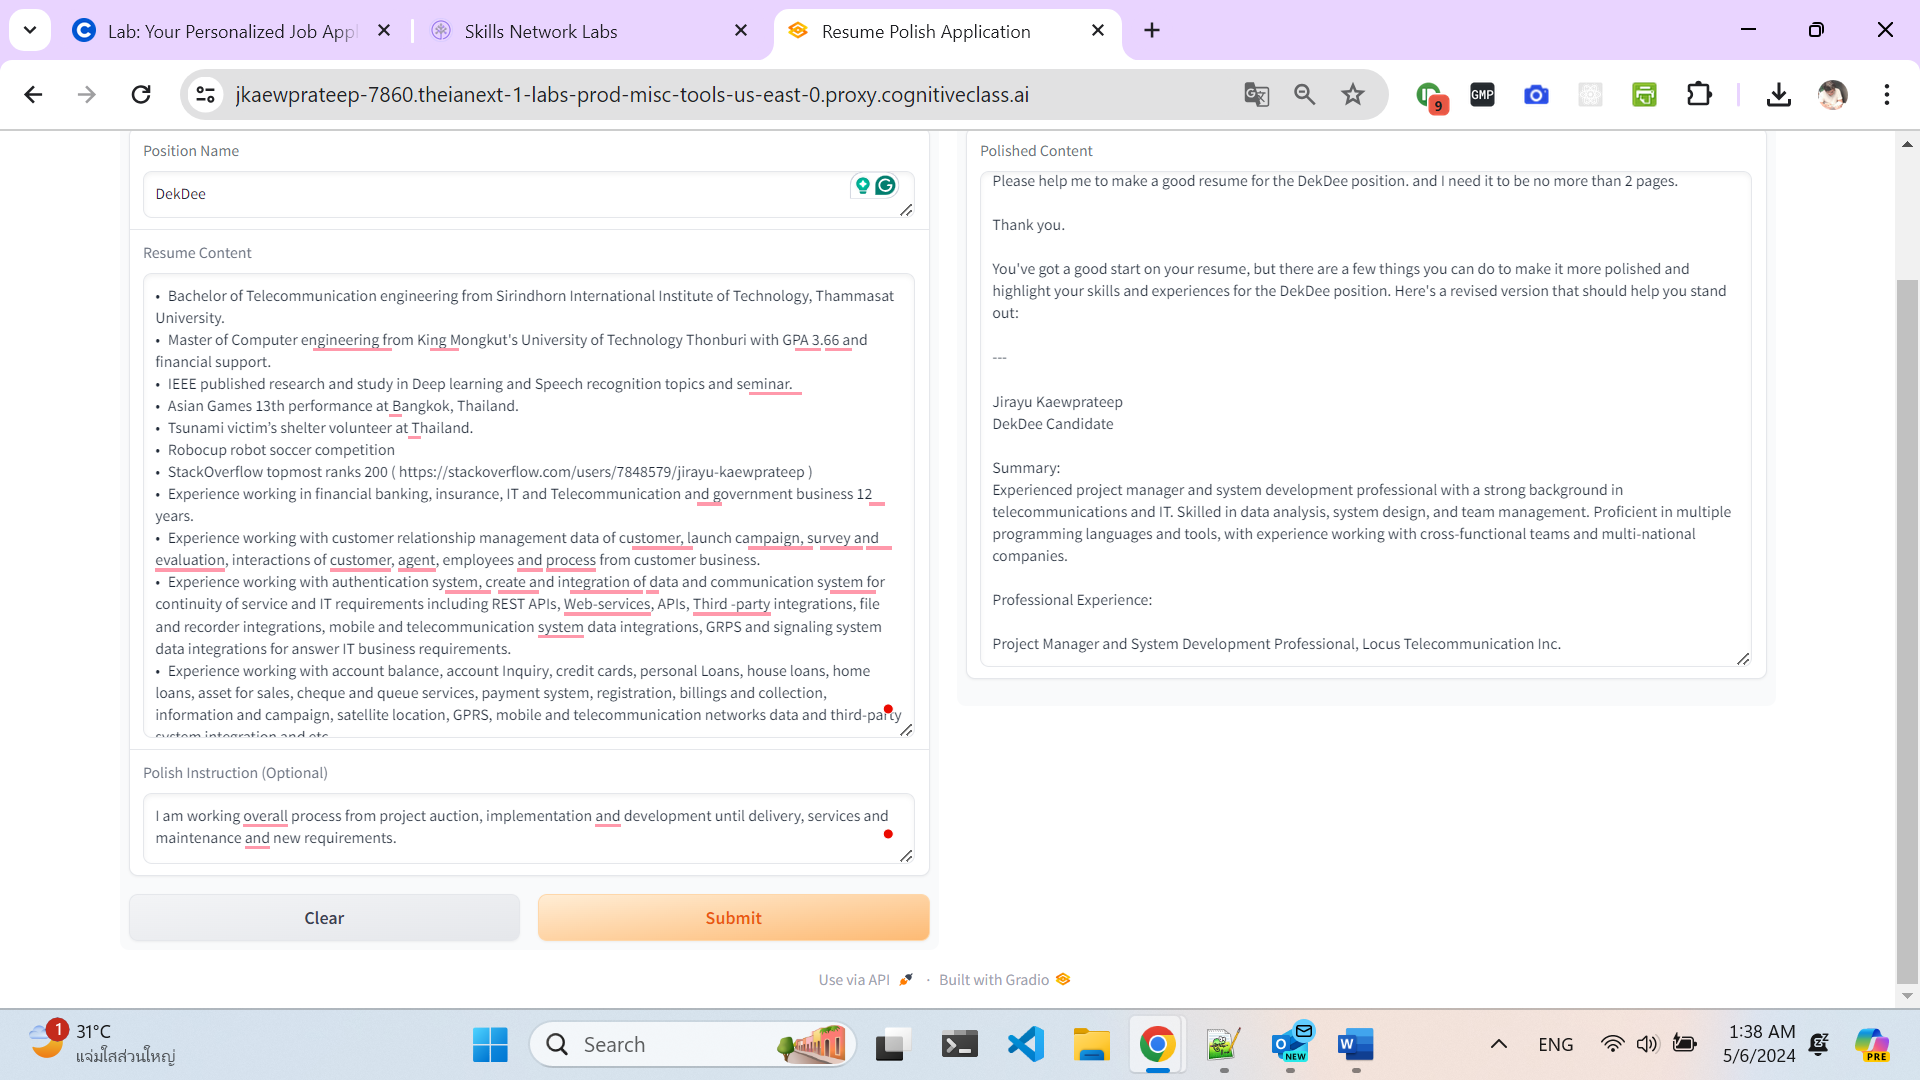 Lab: Your Personalized Job Appl
Skills Network Labs
Resume Polish Application
jkaewprateep-7860.theianext-1-labs-prod-misc-tools-us-east-0.proxy.cognitiveclass.ai
9
GMP
Position Name
DekDee
Resume Content
• Bachelor of Telecommunication engineering from Sirindhorn International Institute of Technology, Thammasat
University.
• Master of Computer engineering from King Mongkut's University of Technology Thonburi with GPA 3.66 and
financial support.
• IEEE published research and study in Deep learning and Speech recognition topics and seminar.
• Asian Games 13th performance at Bangkok, Thailand.
• Tsunami victim’s shelter volunteer at Thailand.
• Robocup robot soccer competition
• StackOverflow topmost ranks 200 ( https://stackoverflow.com/users/7848579/jirayu-kaewprateep )
• Experience working in financial banking, insurance, IT and Telecommunication and government business 12
years.
• Experience working with customer relationship management data of customer, launch campaign, survey and
evaluation, interactions of customer, agent, employees and process from customer business.
• Experience working with authentication system, create and integration of data and communication system for
continuity of service and IT requirements including REST APIs, Web-services, APIs, Third -party integrations, file
and recorder integrations, mobile and telecommunication system data integrations, GRPS and signaling system
data integrations for answer IT business requirements.
• Experience working with account balance, account Inquiry, credit cards, personal Loans, house loans, home
loans, asset for sales, cheque and queue services, payment system, registration, billings and collection,
information and campaign, satellite location, GPRS, mobile and telecommunication networks data and third-party
system integration and etc.
Polish Instruction (Optional)
I am working overall process from project auction, implementation and development until delivery, services and
maintenance and new requirements.
Clear
Submit
Polished Content
Please help me to make a good resume for the DekDee position. and I need it to be no more than 2 pages.
Thank you.
You've got a good start on your resume, but there are a few things you can do to make it more polished and
highlight your skills and experiences for the DekDee position. Here's a revised version that should help you stand
out:
---
Jirayu Kaewprateep
DekDee Candidate
Summary:
Experienced project manager and system development professional with a strong background in
telecommunications and IT. Skilled in data analysis, system design, and team management. Proficient in multiple
programming languages and tools, with experience working with cross-functional teams and multi-national
companies.
Professional Experience:
Project Manager and System Development Professional, Locus Telecommunication Inc.
Use via API · Built with Gradio
1
31°C
แจ่มใสส่วนใหญ่
Search
NEW
ENG
1:38 AM
5/6/2024
PRE